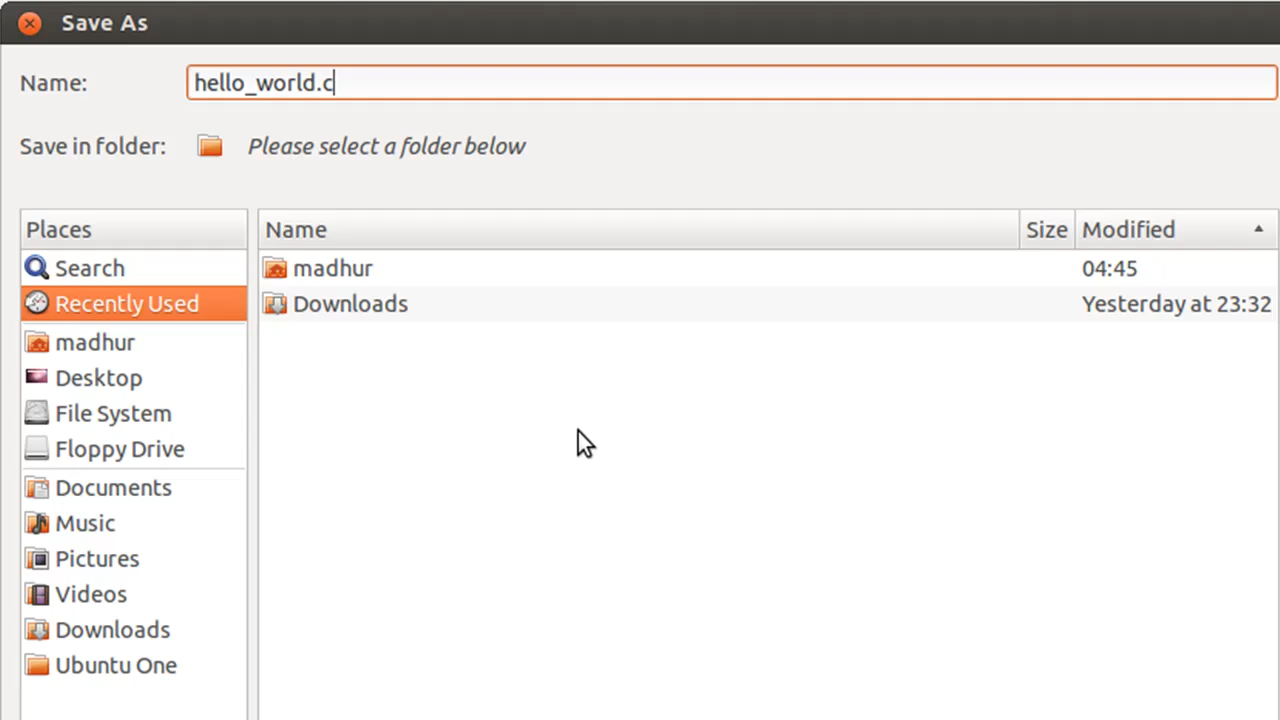 Save As
Name: hello_world.c
Save in folder: Please select a folder below
Places
Search
Recently Used
madhur
Desktop
File System
Floppy Drive
Documents
Music
Pictures
Videos
Downloads
Ubuntu One
Name Size Modified
madhur 04:45
Downloads Yesterday at 23:32